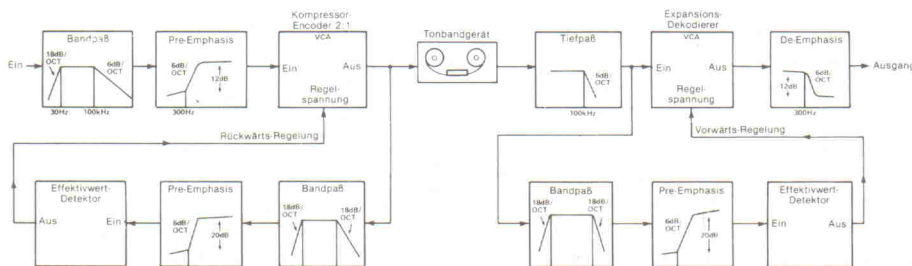 Bandpaß
18dB/
OCT
6dB/
OCT
30Hz
100kHz
Ein
Pre-Emphasis
6dB/
OCT
12dB
300Hz
Kompressor-
Encoder 2:1
VCA
Ein
Aus
Regel-
spannung
Tonbandgerät
Tiefpaß
6dB/
OCT
100kHz
Expansions-
Dekodierer
VCA
Ein
Aus
Regel-
spannung
De-Emphasis
6dB/
OCT
12dB
300Hz
Ausgang
Rückwärts-Regelung
Vorwärts-Regelung
Effektivwert-
Detektor
Aus
Ein
Pre-Emphasis
6dB/
OCT
20dB
Bandpaß
18dB/
OCT
18dB/
OCT
Bandpaß
18dB/
OCT
18dB/
OCT
Pre-Emphasis
6dB/
OCT
20dB
Effektivwert-
Detektor
Ein
Aus